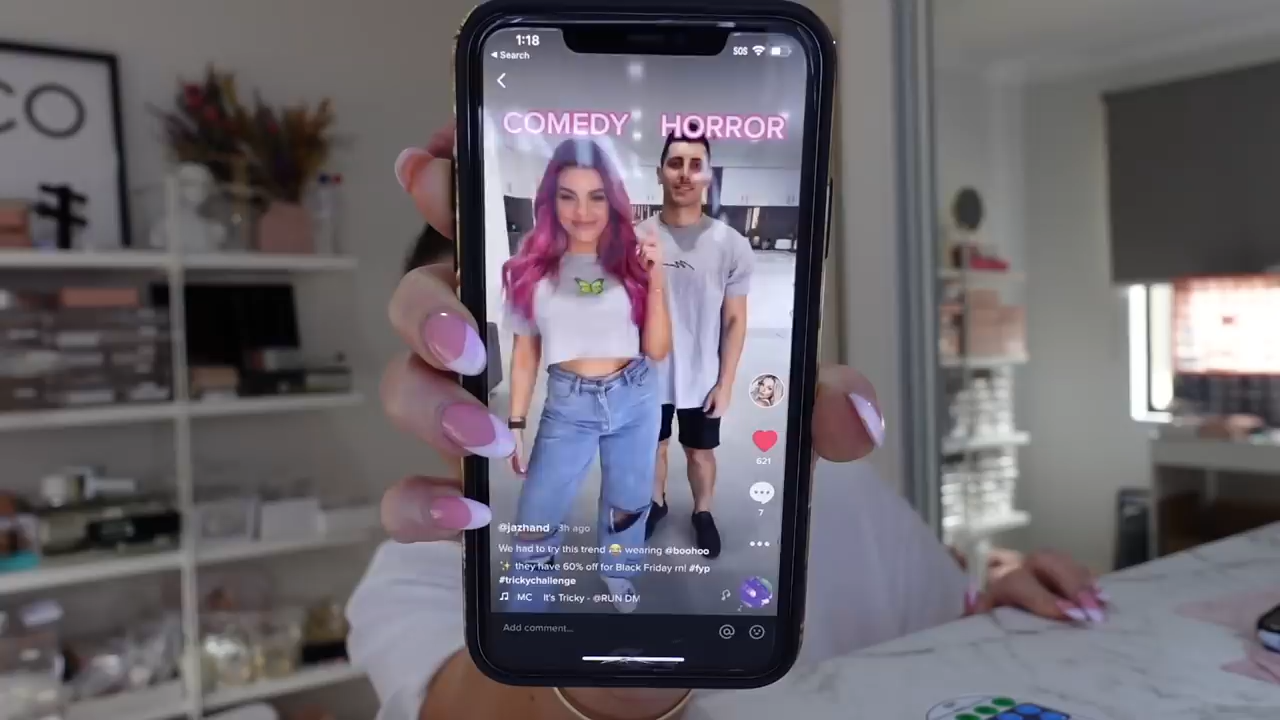 CO
1:18
SOS
Search
COMEDY HORROR
621
7
@jazhand · 3h ago
We had to try this trend 😂 wearing @boohoo
✨ they have 60% off for Black Friday rn! #fyp
#trickychallenge
MC It's Tricky - @RUN DM
Add comment...